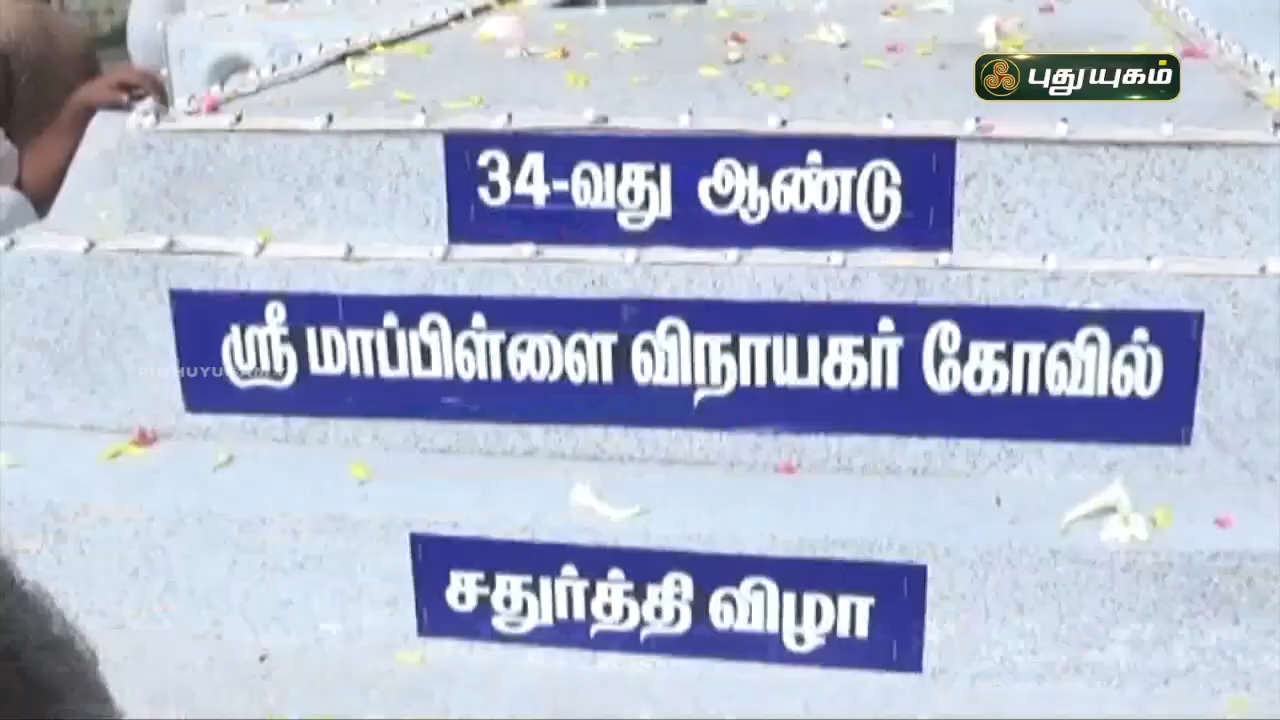 புதுயுகம்
34-வது ஆண்டு
ஸ்ரீ மாப்பிள்ளை விநாயகர் கோவில்
சதுர்த்தி விழா